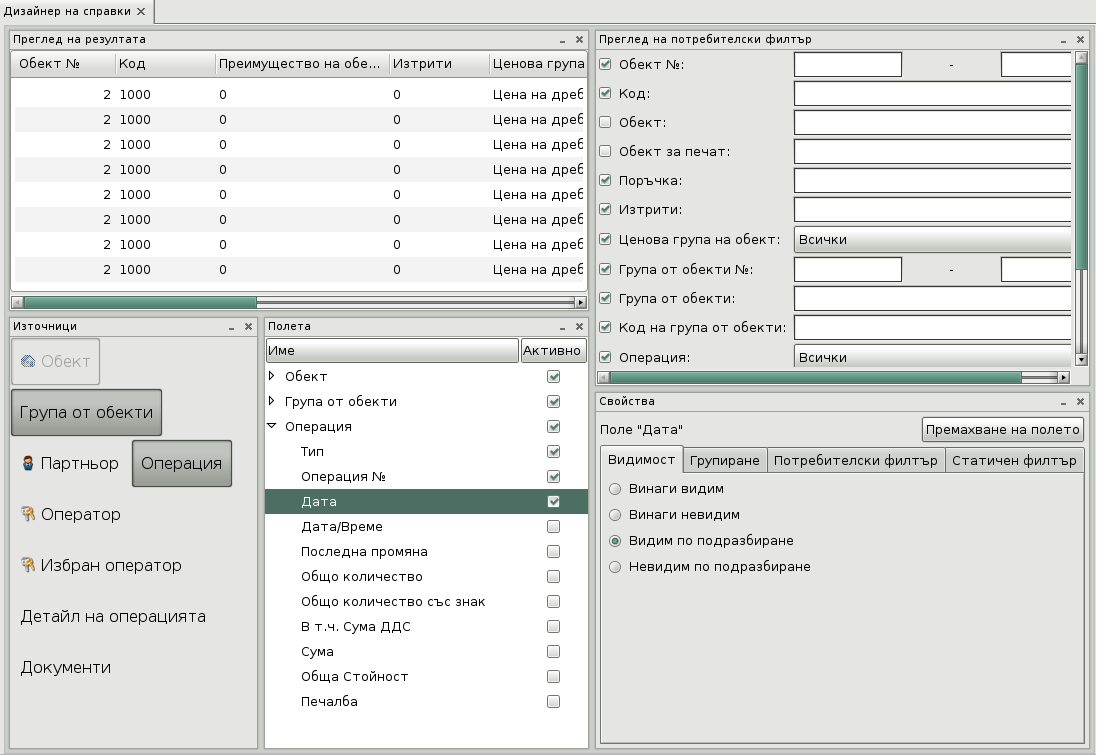 Дизайнер на справки
Преглед на резултата
Обект № Код Преимущество на обе... Изтрити Ценова група
2 1000 0 0 Цена на дреб
2 1000 0 0 Цена на дреб
2 1000 0 0 Цена на дреб
2 1000 0 0 Цена на дреб
2 1000 0 0 Цена на дреб
2 1000 0 0 Цена на дреб
2 1000 0 0 Цена на дреб
2 1000 0 0 Цена на дреб
Преглед на потребителски филтър
Обект №: -
Код:
Обект:
Обект за печат:
Поръчка:
Изтрити:
Ценова група на обект: Всички
Група от обекти №: -
Група от обекти:
Код на група от обекти:
Операция: Всички
Източници
Обект
Група от обекти
Партньор Операция
Оператор
Избран оператор
Детайл на операцията
Документи
Полета
Име Активно
Обект
Група от обекти
Операция
Тип
Операция №
Дата
Дата/Време
Последна промяна
Общо количество
Общо количество със знак
В т.ч. Сума ДДС
Сума
Обща Стойност
Печалба
Свойства
Поле "Дата" Премахване на полето
Видимост Групиране Потребителски филтър Статичен филтър
Винаги видим
Винаги невидим
Видим по подразбиране
Невидим по подразбиране